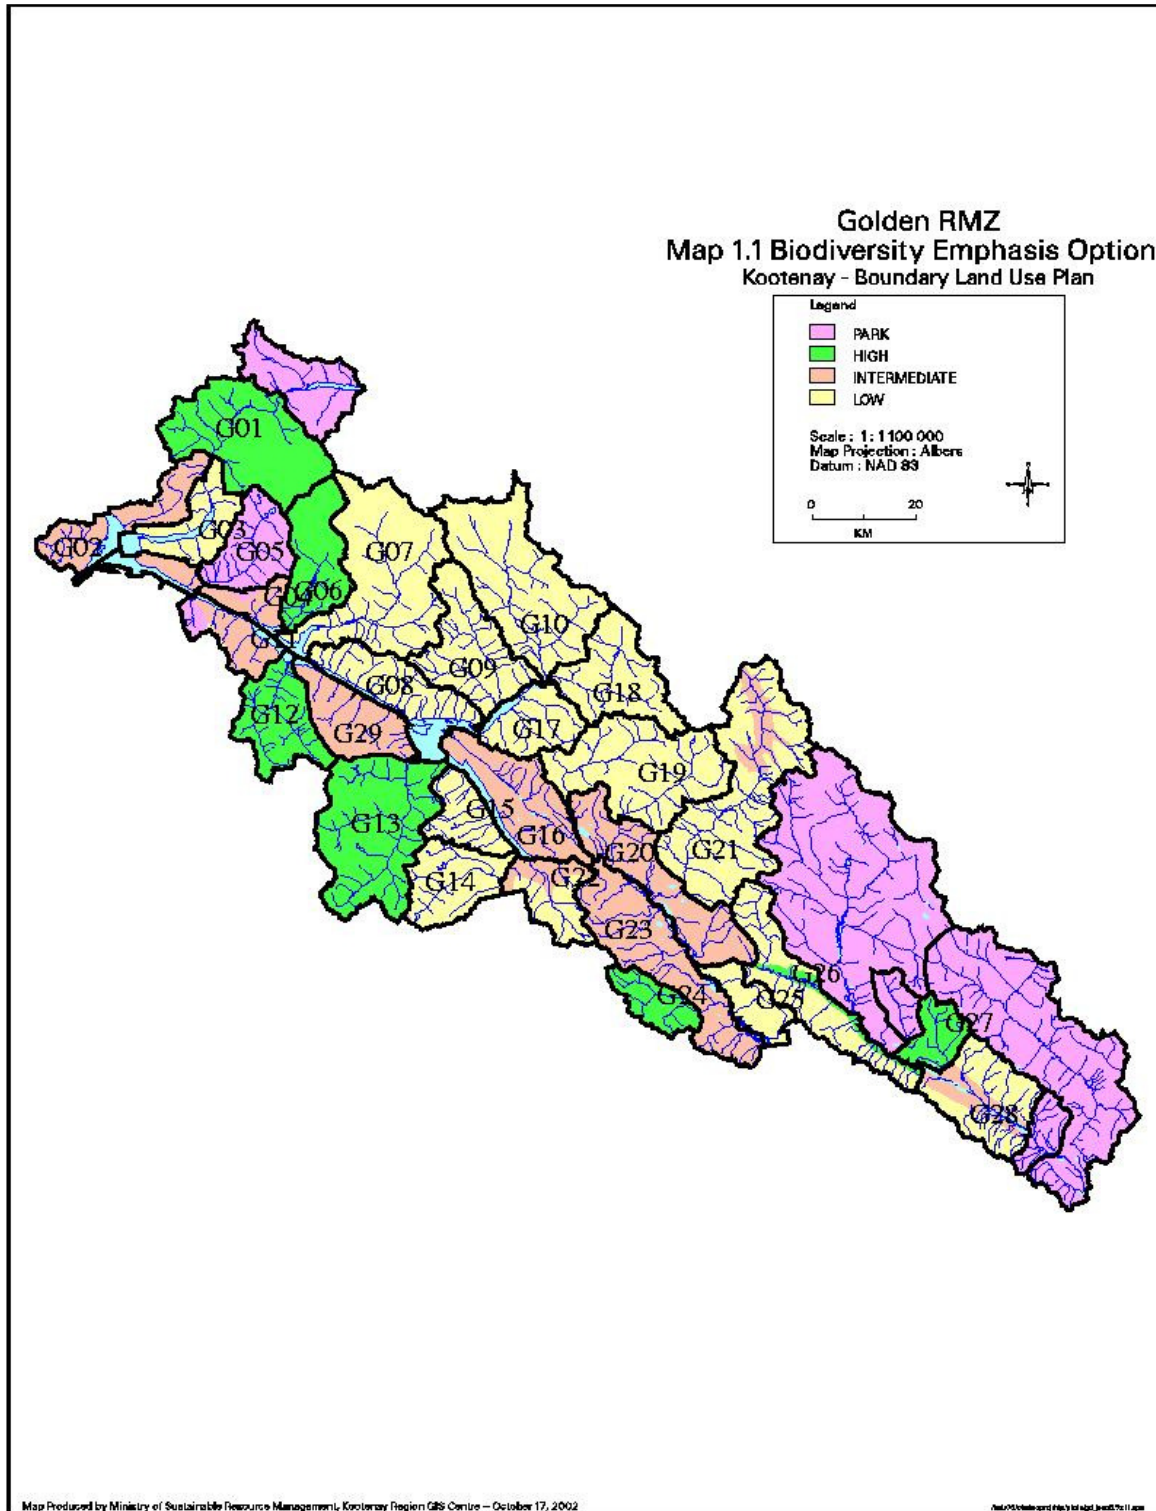 Golden RMZ
Map 1.1 Biodiversity Emphasis Option
Kootenay - Boundary Land Use Plan
Legend
PARK
HIGH
INTERMEDIATE
LOW
Scale : 1 : 1 100 000
Map Projection : Albers
Datum : NAD 83
0 20
KM
G01
G02
G03
G05
G06
G07
G08
G09
G10
G12
G13
G14
G15
G16
G17
G18
G19
G20
G21
G22
G23
G24
G25
G26
G27
G28
G29
Map Produced by Ministry of Sustainable Resource Management, Kootenay Region GIS Centre – October 17, 2002